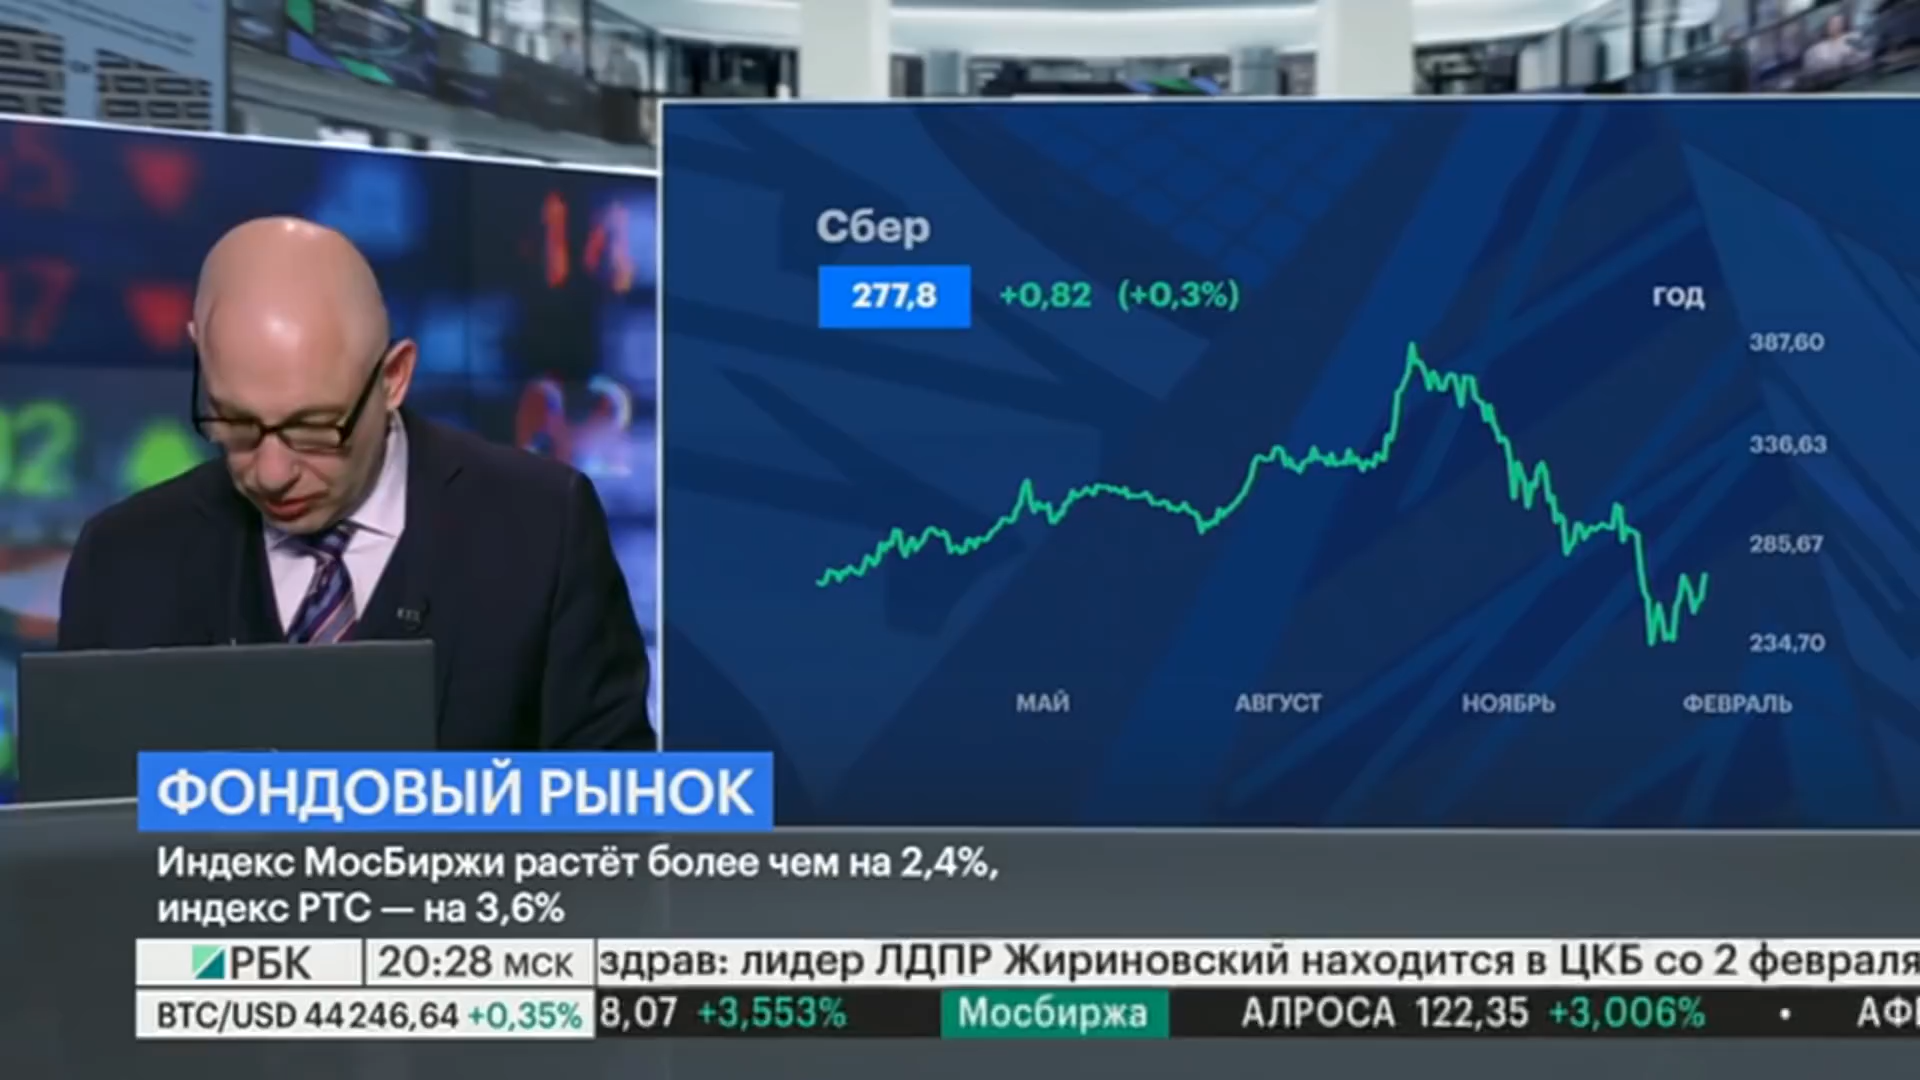 Сбер
277,8 +0,82 (+0,3%)
год
387,60
336,63
285,67
234,70
МАЙ АВГУСТ НОЯБРЬ ФЕВРАЛЬ
ФОНДОВЫЙ РЫНОК
Индекс МосБиржи растёт более чем на 2,4%,
индекс РТС — на 3,6%
РБК 20:28 МСК здрав: лидер ЛДПР Жириновский находится в ЦКБ со 2 февраля
BTC/USD 44 246,64 +0,35% 8,07 +3,553% Мосбиржа АЛРОСА 122,35 +3,006% •